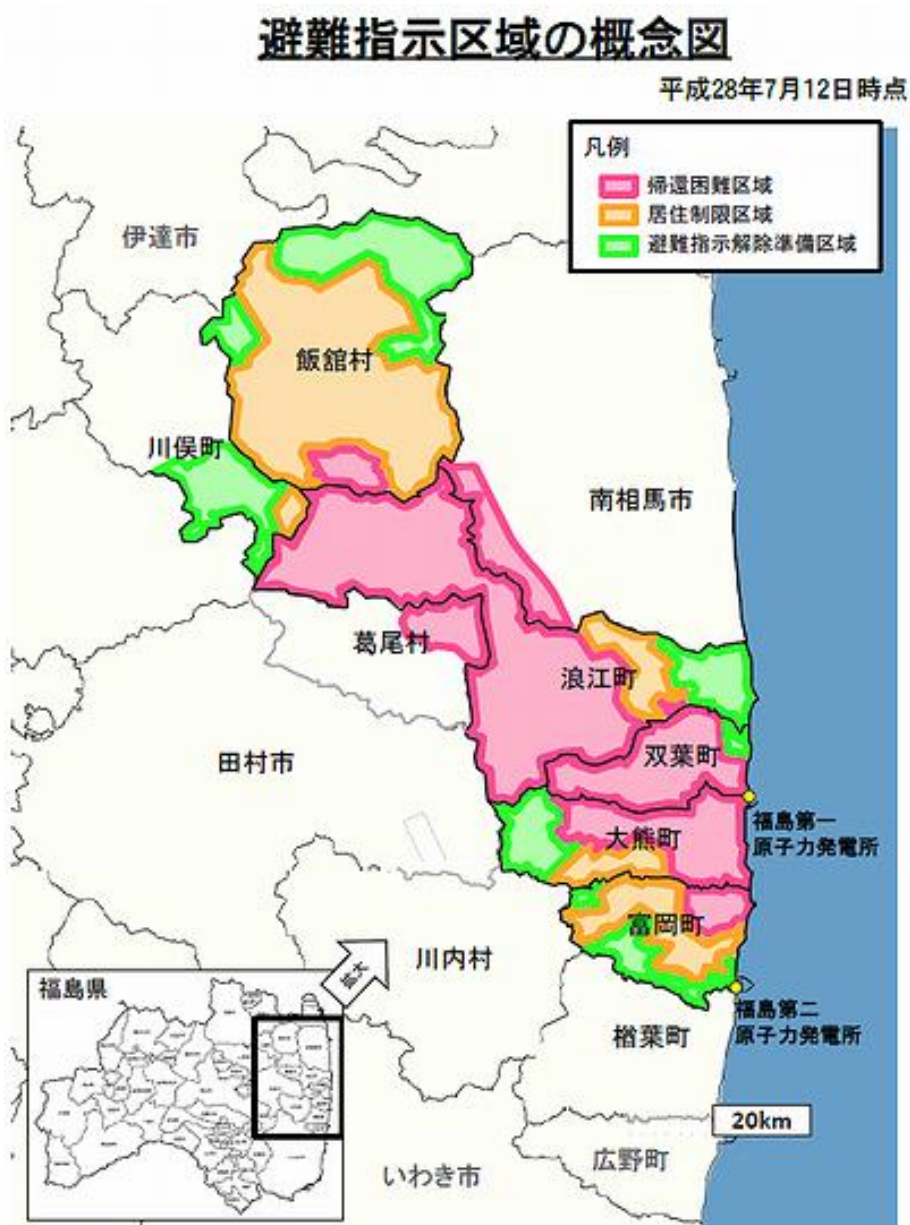 避難指示区域の概念図
平成28年7月12日時点
凡例
帰還困難区域
居住制限区域
避難指示解除準備区域
伊達市
飯舘村
川俣町
南相馬市
葛尾村
浪江町
田村市
双葉町
福島第一
原子力発電所
大熊町
富岡町
川内村
拡大
福島県
福島第二
原子力発電所
楢葉町
20km
広野町
いわき市